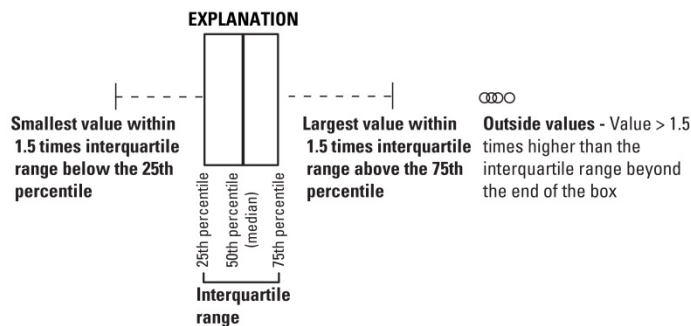 EXPLANATION
Smallest value within
1.5 times interquartile
range below the 25th
percentile
Largest value within
1.5 times interquartile
range above the 75th
percentile
Outside values - Value > 1.5
times higher than the
interquartile range beyond
the end of the box
25th percentile
50th percentile
(median)
75th percentile
Interquartile
range